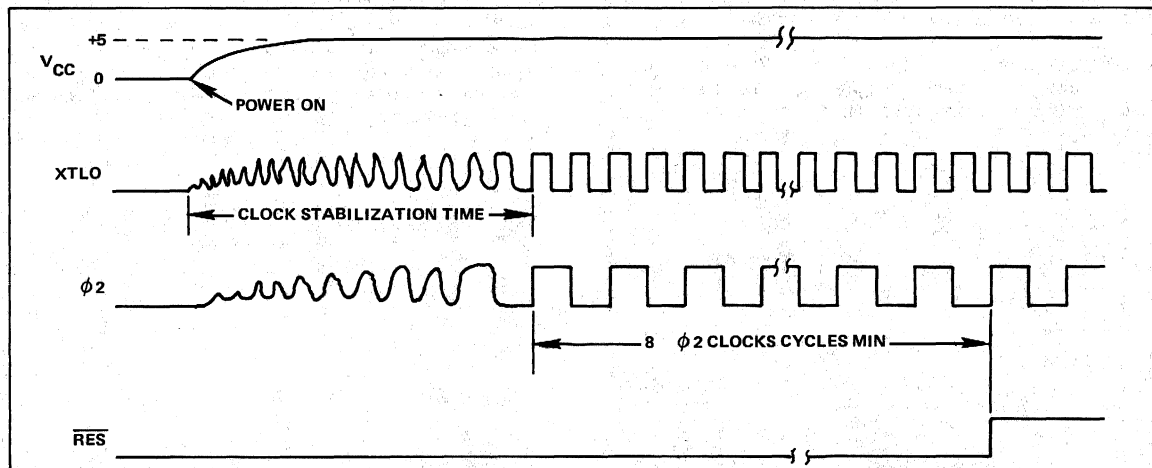 +5
VCC
0
POWER ON
XTLO
CLOCK STABILIZATION TIME
ϕ2
8 ϕ2 CLOCKS CYCLES MIN
RES